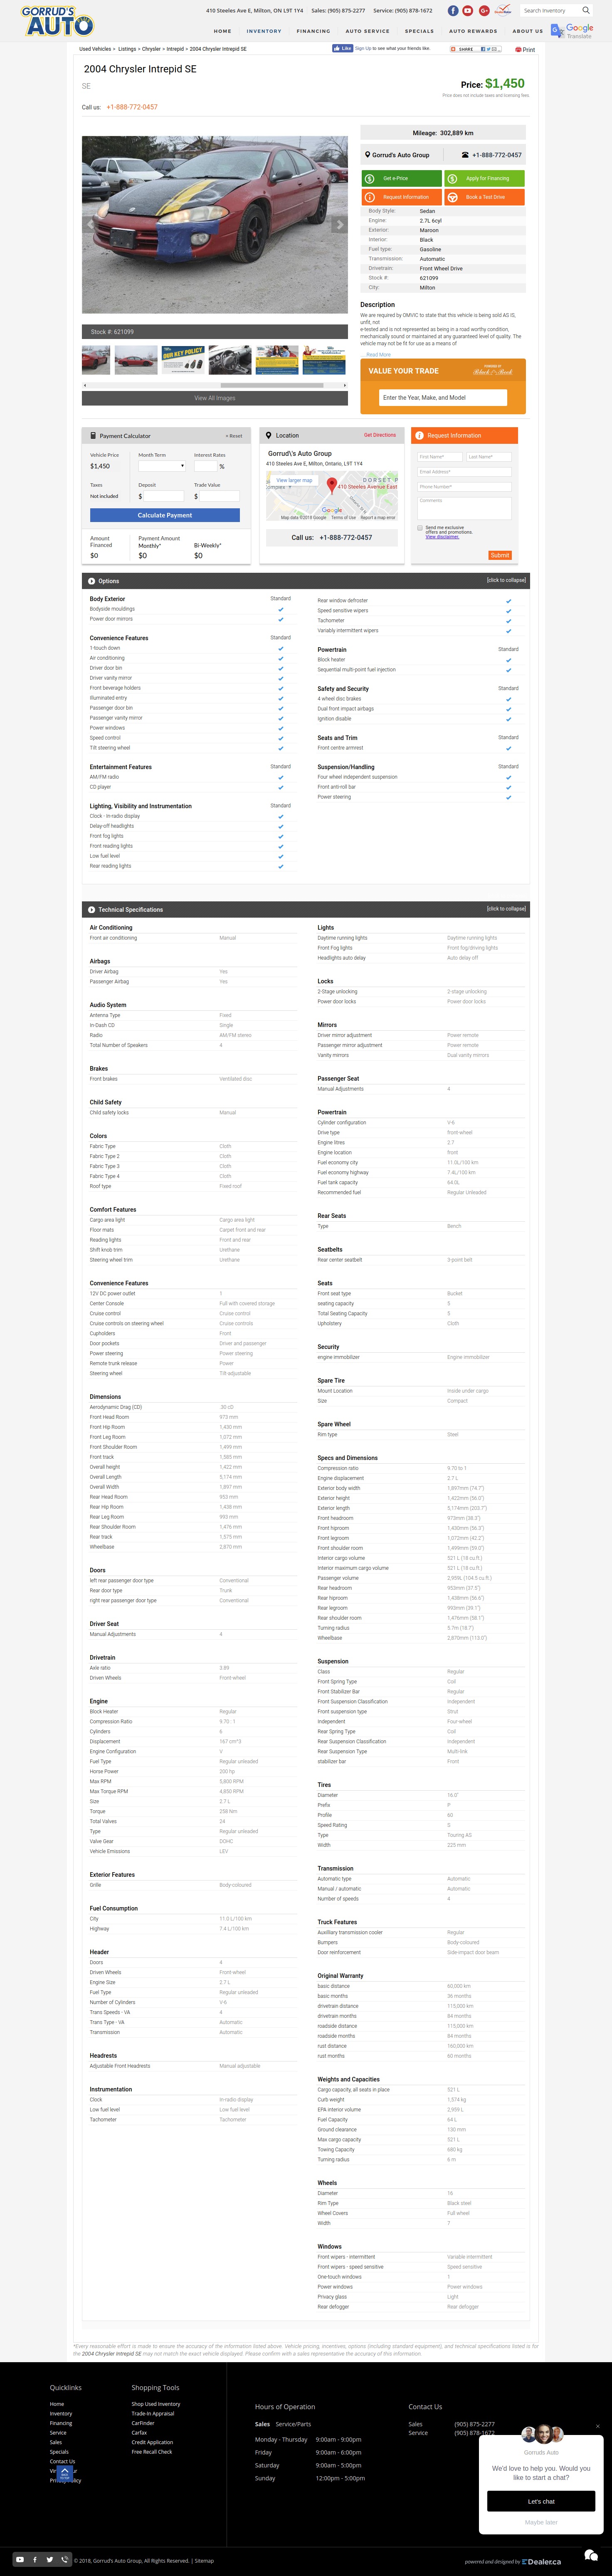 GORRUD'S AUTO
410 Steeles Ave E, Milton, ON L9T 1Y4 Sales: (905) 875-2277 Service: (905) 878-1672
Search Inventory
HOME INVENTORY FINANCING AUTO SERVICE SPECIALS AUTO REWARDS ABOUT US
Google Translate
Used Vehicles > Listings > Chrysler > Intrepid > 2004 Chrysler Intrepid SE
Like Sign Up to see what your friends like.
SHARE
Print
2004 Chrysler Intrepid SE
SE
Price: $1,450
Price does not include taxes and licensing fees.
Call us: +1-888-772-0457
Stock #: 621099
OUR KEY POLICY
View All Images
Mileage: 302,889 km
Gorrud's Auto Group +1-888-772-0457
Get e-Price Apply for Financing
Request Information Book a Test Drive
Body Style: Sedan
Engine: 2.7L 6cyl
Exterior: Maroon
Interior: Black
Fuel type: Gasoline
Transmission: Automatic
Drivetrain: Front Wheel Drive
Stock #: 621099
City: Milton
Description
We are required by OMVIC to state that this vehicle is being sold AS IS,
unfit, not
e-tested and is not represented as being in a road worthy condition,
mechanically sound or maintained at any guaranteed level of quality. The
vehicle may not be fit for use as a means of
... Read More
VALUE YOUR TRADE
Black Book
Enter the Year, Make, and Model
Payment Calculator + Reset
Vehicle Price Month Term Interest Rates
$1,450 %
Taxes Deposit Trade Value
Not included $ $
Calculate Payment
Amount Financed Payment Amount Monthly* Bi-Weekly*
$0 $0 $0
Location Get Directions
Gorrud\'s Auto Group
410 Steeles Ave E, Milton, Ontario, L9T 1Y4
View larger map
DORSET P
410 Steeles Avenue East
Google
Map data ©2018 Google Terms of Use Report a map error
Call us: +1-888-772-0457
Request Information
First Name* Last Name*
Email Address*
Phone Number*
Comments
Send me exclusive
offers and promotions.
View disclaimer.
Submit
Options [click to collapse]
Body Exterior Standard
Bodyside mouldings
Power door mirrors
Convenience Features Standard
1-touch down
Air conditioning
Driver door bin
Driver vanity mirror
Front beverage holders
Illuminated entry
Passenger door bin
Passenger vanity mirror
Power windows
Speed control
Tilt steering wheel
Entertainment Features Standard
AM/FM radio
CD player
Lighting, Visibility and Instrumentation Standard
Clock - In-radio display
Delay-off headlights
Front fog lights
Front reading lights
Low fuel level
Rear reading lights
Rear window defroster
Speed sensitive wipers
Tachometer
Variably intermittent wipers
Powertrain Standard
Block heater
Sequential multi-point fuel injection
Safety and Security Standard
4 wheel disc brakes
Dual front impact airbags
Ignition disable
Seats and Trim Standard
Front centre armrest
Suspension/Handling Standard
Four wheel independent suspension
Front anti-roll bar
Power steering
Technical Specifications [click to collapse]
Air Conditioning
Front air conditioning Manual
Airbags
Driver Airbag Yes
Passenger Airbag Yes
Audio System
Antenna Type Fixed
In-Dash CD Single
Radio AM/FM stereo
Total Number of Speakers 4
Brakes
Front brakes Ventilated disc
Child Safety
Child safety locks Manual
Colors
Fabric Type Cloth
Fabric Type 2 Cloth
Fabric Type 3 Cloth
Fabric Type 4 Cloth
Roof type Fixed roof
Comfort Features
Cargo area light Cargo area light
Floor mats Carpet front and rear
Reading lights Front and rear
Shift knob trim Urethane
Steering wheel trim Urethane
Convenience Features
12V DC power outlet 1
Center Console Full with covered storage
Cruise control Cruise control
Cruise controls on steering wheel Cruise controls
Cupholders Front
Door pockets Driver and passenger
Power steering Power steering
Remote trunk release Power
Steering wheel Tilt-adjustable
Dimensions
Aerodynamic Drag (CD) .30 cD
Front Head Room 973 mm
Front Hip Room 1,430 mm
Front Leg Room 1,072 mm
Front Shoulder Room 1,499 mm
Front track 1,585 mm
Overall height 1,422 mm
Overall Length 5,174 mm
Overall Width 1,897 mm
Rear Head Room 953 mm
Rear Hip Room 1,438 mm
Rear Leg Room 993 mm
Rear Shoulder Room 1,476 mm
Rear track 1,575 mm
Wheelbase 2,870 mm
Doors
left rear passenger door type Conventional
Rear door type Trunk
right rear passenger door type Conventional
Driver Seat
Manual Adjustments 4
Drivetrain
Axle ratio 3.89
Driven Wheels Front-wheel
Engine
Block Heater Regular
Compression Ratio 9.70 : 1
Cylinders 6
Displacement 167 cm^3
Engine Configuration V
Fuel Type Regular unleaded
Horse Power 200 hp
Max RPM 5,800 RPM
Max Torque RPM 4,850 RPM
Size 2.7 L
Torque 258 Nm
Total Valves 24
Type Regular unleaded
Valve Gear DOHC
Vehicle Emissions LEV
Exterior Features
Grille Body-coloured
Fuel Consumption
City 11.0 L/100 km
Highway 7.4 L/100 km
Header
Doors 4
Driven Wheels Front-wheel
Engine Size 2.7 L
Fuel Type Regular unleaded
Number of Cylinders V-6
Trans Speeds - VA 4
Trans Type - VA Automatic
Transmission Automatic
Headrests
Adjustable Front Headrests Manual adjustable
Instrumentation
Clock In-radio display
Low fuel level Low fuel level
Tachometer Tachometer
Lights
Daytime running lights Daytime running lights
Front Fog lights Front fog/driving lights
Headlights auto delay Auto delay off
Locks
2-Stage unlocking 2-stage unlocking
Power door locks Power door locks
Mirrors
Driver mirror adjustment Power remote
Passenger mirror adjustment Power remote
Vanity mirrors Dual vanity mirrors
Passenger Seat
Manual Adjustments 4
Powertrain
Cylinder configuration V-6
Drive type front-wheel
Engine litres 2.7
Engine location front
Fuel economy city 11.0L/100 km
Fuel economy highway 7.4L/100 km
Fuel tank capacity 64.0L
Recommended fuel Regular Unleaded
Rear Seats
Type Bench
Seatbelts
Rear center seatbelt 3-point belt
Seats
Front seat type Bucket
seating capacity 5
Total Seating Capacity 5
Upholstery Cloth
Security
engine immobilizer Engine immobilizer
Spare Tire
Mount Location Inside under cargo
Size Compact
Spare Wheel
Rim type Steel
Specs and Dimensions
Compression ratio 9.70 to 1
Engine displacement 2.7 L
Exterior body width 1,897mm (74.7")
Exterior height 1,422mm (56.0")
Exterior length 5,174mm (203.7")
Front headroom 973mm (38.3")
Front hiproom 1,430mm (56.3")
Front legroom 1,072mm (42.2")
Front shoulder room 1,499mm (59.0")
Interior cargo volume 521 L (18 cu.ft.)
Interior maximum cargo volume 521 L (18 cu.ft.)
Passenger volume 2,959L (104.5 cu.ft.)
Rear headroom 953mm (37.5")
Rear hiproom 1,438mm (56.6")
Rear legroom 993mm (39.1")
Rear shoulder room 1,476mm (58.1")
Turning radius 5.7m (18.7')
Wheelbase 2,870mm (113.0")
Suspension
Class Regular
Front Spring Type Coil
Front Stabilizer Bar Regular
Front Suspension Classification Independent
Front suspension type Strut
Independent Four-wheel
Rear Spring Type Coil
Rear Suspension Classification Independent
Rear Suspension Type Multi-link
stabilizer bar Front
Tires
Diameter 16.0"
Prefix P
Profile 60
Speed Rating S
Type Touring AS
Width 225 mm
Transmission
Automatic type Automatic
Manual / automatic Automatic
Number of speeds 4
Truck Features
Auxilliary transmission cooler Regular
Bumpers Body-coloured
Door reinforcement Side-impact door beam
Original Warranty
basic distance 60,000 km
basic months 36 months
drivetrain distance 115,000 km
drivetrain months 84 months
roadside distance 115,000 km
roadside months 84 months
rust distance 160,000 km
rust months 60 months
Weights and Capacities
Cargo capacity, all seats in place 521 L
Curb weight 1,574 kg
EPA interior volume 2,959 L
Fuel Capacity 64 L
Ground clearance 130 mm
Max cargo capacity 521 L
Towing Capacity 680 kg
Turning radius 6 m
Wheels
Diameter 16
Rim Type Black steel
Wheel Covers Full wheel
Width 7
Windows
Front wipers - intermittent Variable intermittent
Front wipers - speed sensitive Speed sensitive
One-touch windows 1
Power windows Power windows
Privacy glass Light
Rear defogger Rear defogger
*Every reasonable effort is made to ensure the accuracy of the information listed above. Vehicle pricing, incentives, options (including standard equipment), and technical specifications listed is for
the 2004 Chrysler Intrepid SE may not match the exact vehicle displayed. Please confirm with a sales representative the accuracy of this information.
Quicklinks
Home
Inventory
Financing
Service
Sales
Specials
Contact Us
Privacy Policy
Shopping Tools
Shop Used Inventory
Trade-In Appraisal
CarFinder
Carfax
Credit Application
Free Recall Check
Hours of Operation
Sales Service/Parts
Monday - Thursday 9:00am - 9:00pm
Friday 9:00am - 6:00pm
Saturday 9:00am - 5:00pm
Sunday 12:00pm - 5:00pm
Contact Us
Sales (905) 875-2277
Service (905) 878-1672
Gorruds Auto
We'd love to help you. Would you
like to start a chat?
Let's chat
Maybe later
© 2018, Gorrud's Auto Group, All Rights Reserved. | Sitemap
powered and designed by EDealer.ca